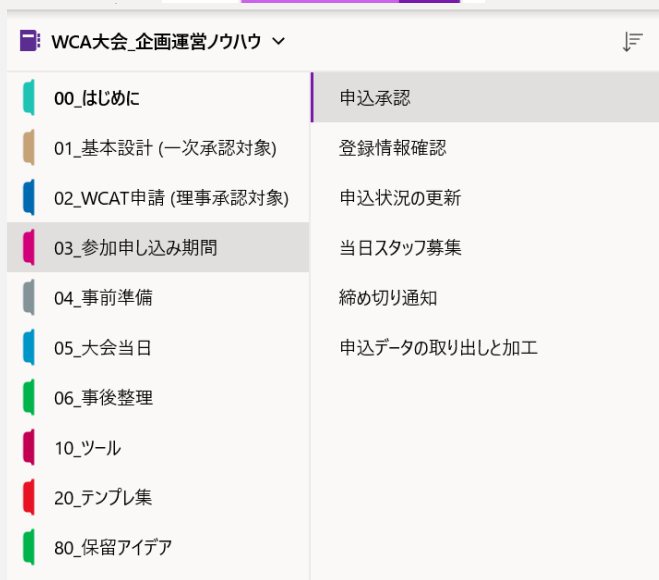 WCA大会_企画運営ノウハウ
00_はじめに
01_基本設計 (一次承認対象)
02_WCAT申請 (理事承認対象)
03_参加申し込み期間
04_事前準備
05_大会当日
06_事後整理
10_ツール
20_テンプレ集
80_保留アイデア
申込承認
登録情報確認
申込状況の更新
当日スタッフ募集
締め切り通知
申込データの取り出しと加工